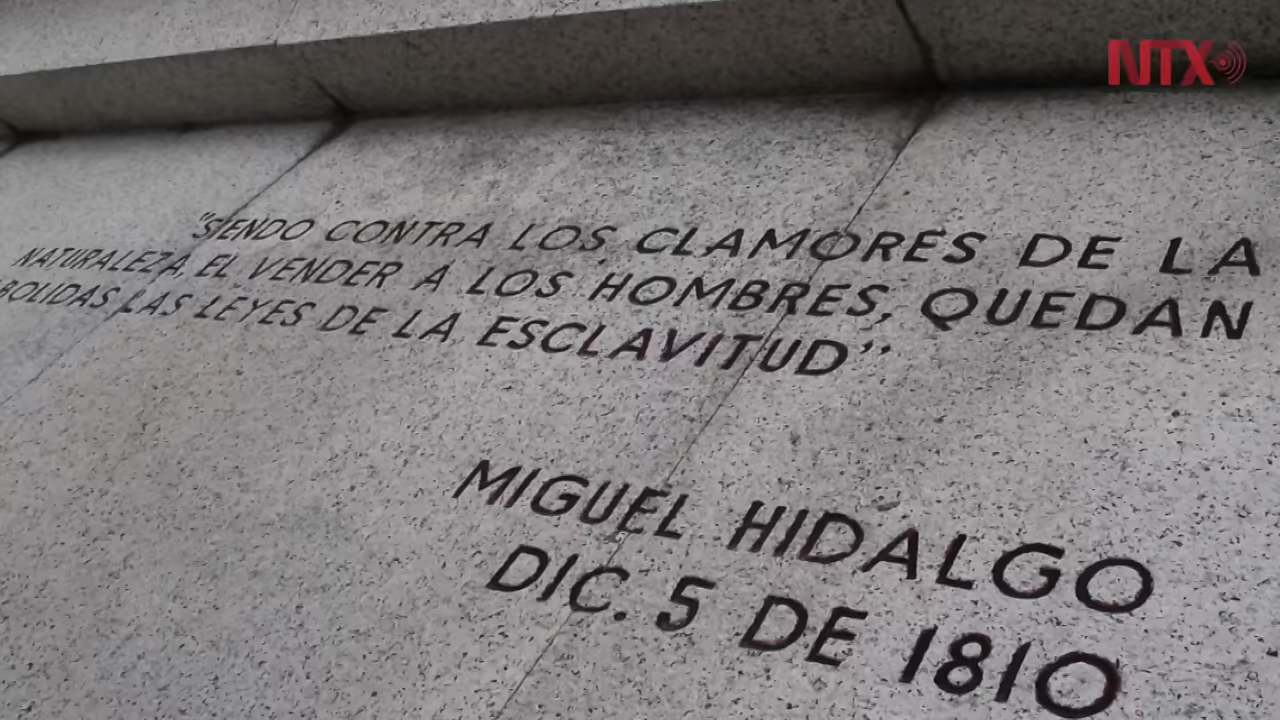 NTX
"SIENDO CONTRA LOS CLAMORES DE LA
NATURALEZA, EL VENDER A LOS HOMBRES, QUEDAN
BOLIDAS LAS LEYES DE LA ESCLAVITUD"
MIGUEL HIDALGO
DIC. 5 DE 1810